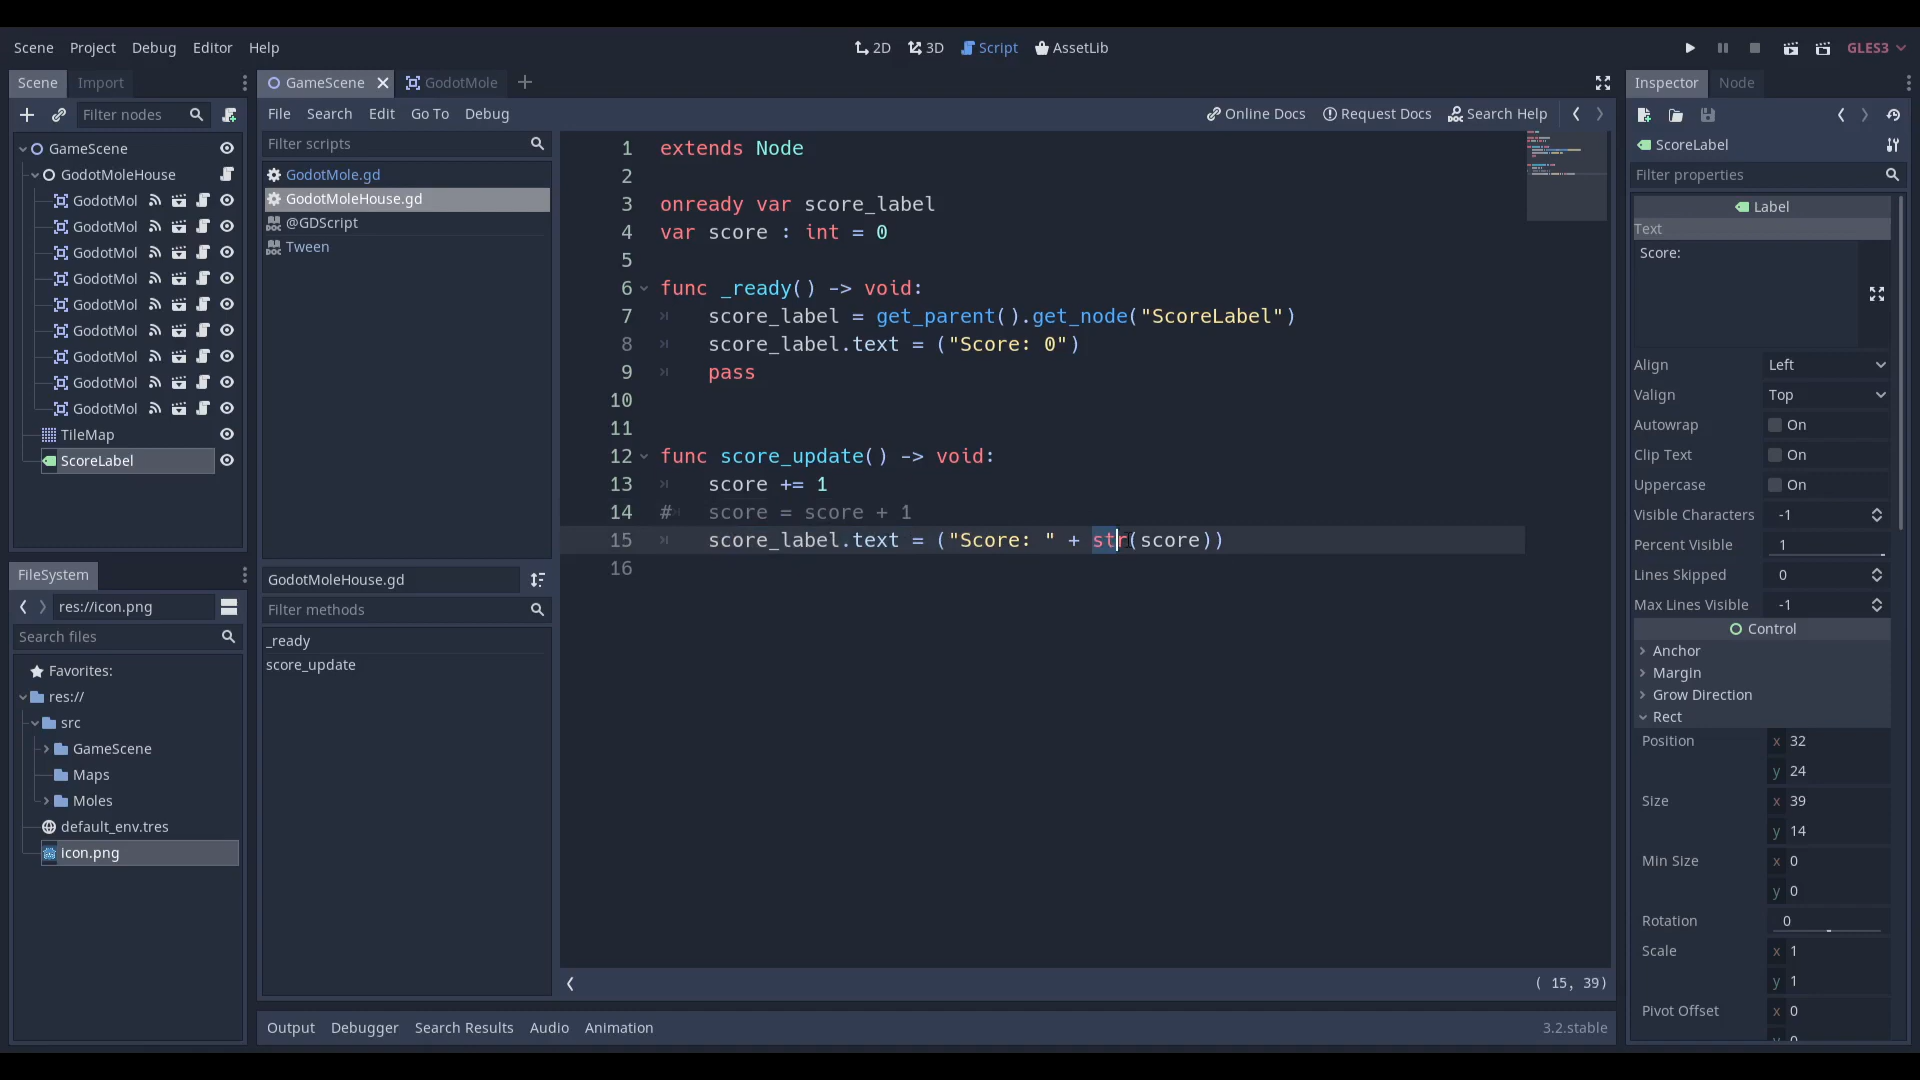 Scene Project Debug Editor Help
2D 3D Script AssetLib
GLES3
Scene Import
Filter nodes
GameScene
GodotMoleHouse
GodotMol
GodotMol
GodotMol
GodotMol
GodotMol
GodotMol
GodotMol
GodotMol
GodotMol
TileMap
ScoreLabel
FileSystem
res://icon.png
Search files
Favorites:
res://
src
GameScene
Maps
Moles
default_env.tres
icon.png
GameScene GodotMole
File Search Edit Go To Debug
Online Docs Request Docs Search Help
Filter scripts
GodotMole.gd
GodotMoleHouse.gd
@GDScript
Tween
GodotMoleHouse.gd
Filter methods
_ready
score_update
1 extends Node
2
3 onready var score_label
4 var score : int = 0
5
6 func _ready() -> void:
7 score_label = get_parent().get_node("ScoreLabel")
8 score_label.text = ("Score: 0")
9 pass
10
11
12 func score_update() -> void:
13 score += 1
14 # score = score + 1
15 score_label.text = ("Score: " + str(score))
16
( 15, 39)
Output Debugger Search Results Audio Animation
3.2.stable
Inspector Node
ScoreLabel
Filter properties
Label
Text
Score:
Align Left
Valign Top
Autowrap On
Clip Text On
Uppercase On
Visible Characters -1
Percent Visible 1
Lines Skipped 0
Max Lines Visible -1
Control
Anchor
Margin
Grow Direction
Rect
Position x 32
y 24
Size x 39
y 14
Min Size x 0
y 0
Rotation 0
Scale x 1
y 1
Pivot Offset x 0
y 0